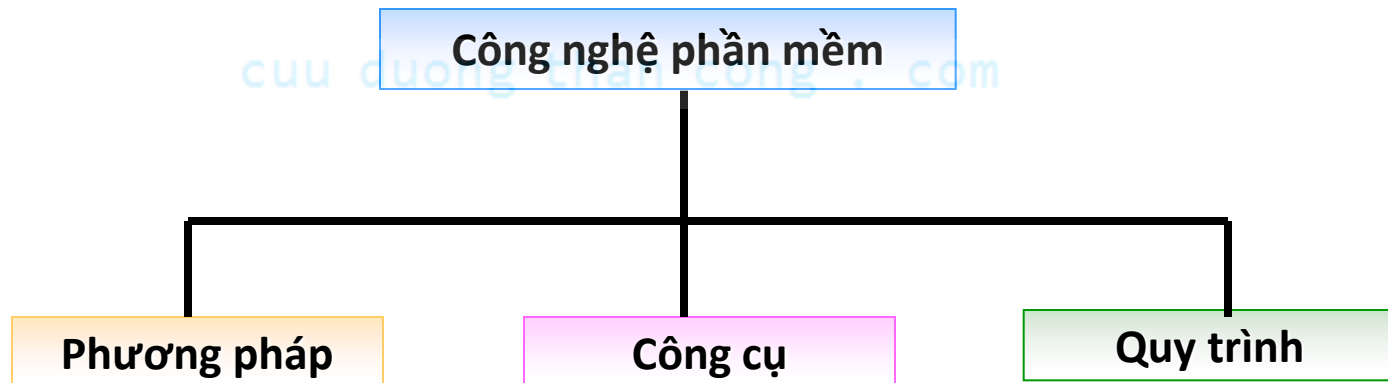 Công nghệ phần mềm
cuu duong than cong . com
Phương pháp
Công cụ
Quy trình